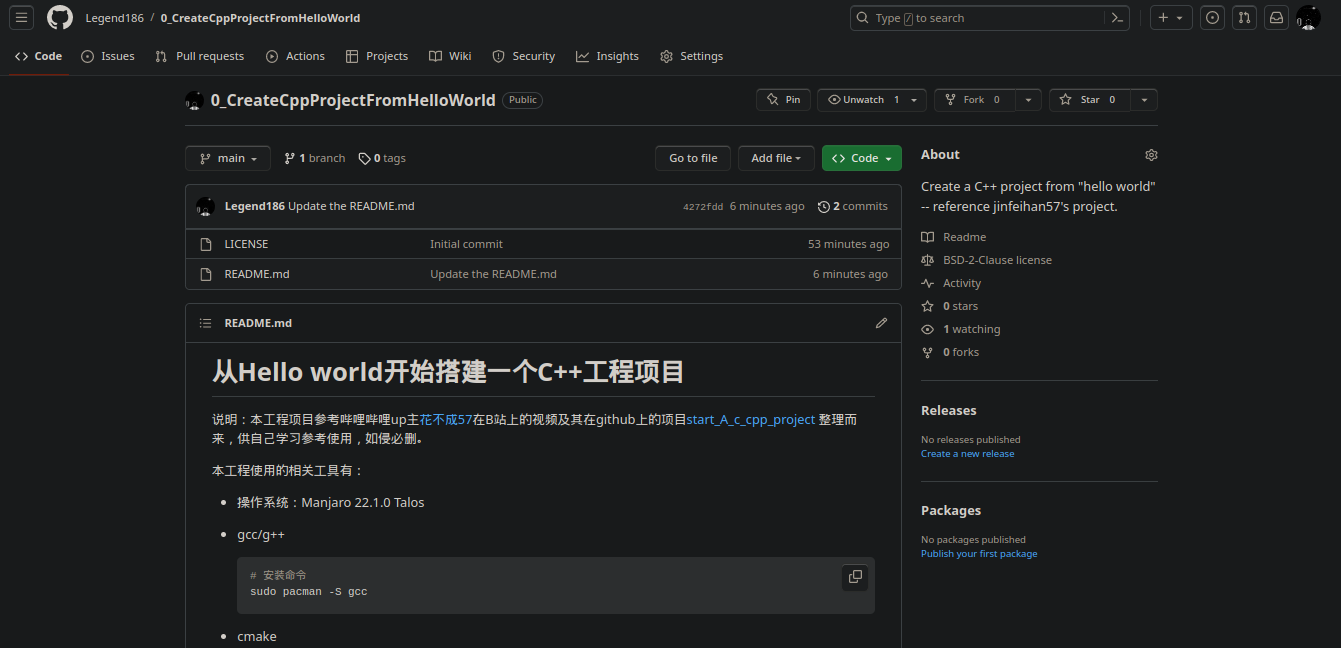 Legend186 / 0_CreateCppProjectFromHelloWorld
Type / to search
Code Issues Pull requests Actions Projects Wiki Security Insights Settings
0_CreateCppProjectFromHelloWorld Public
Pin Unwatch 1 Fork 0 Star 0
main 1 branch 0 tags Go to file Add file Code
Legend186 Update the README.md 4272fdd 6 minutes ago 2 commits
LICENSE Initial commit 53 minutes ago
README.md Update the README.md 6 minutes ago
README.md
从Hello world开始搭建一个C++工程项目
说明：本工程项目参考哔哩哔哩up主花不成57在B站上的视频及其在github上的项目start_A_c_cpp_project 整理而
来，供自己学习参考使用，如侵必删。
本工程使用的相关工具有：
操作系统：Manjaro 22.1.0 Talos
gcc/g++
# 安装命令
sudo pacman -S gcc
cmake
About
Create a C++ project from "hello world"
-- reference jinfeihan57's project.
Readme
BSD-2-Clause license
Activity
0 stars
1 watching
0 forks
Releases
No releases published
Create a new release
Packages
No packages published
Publish your first package